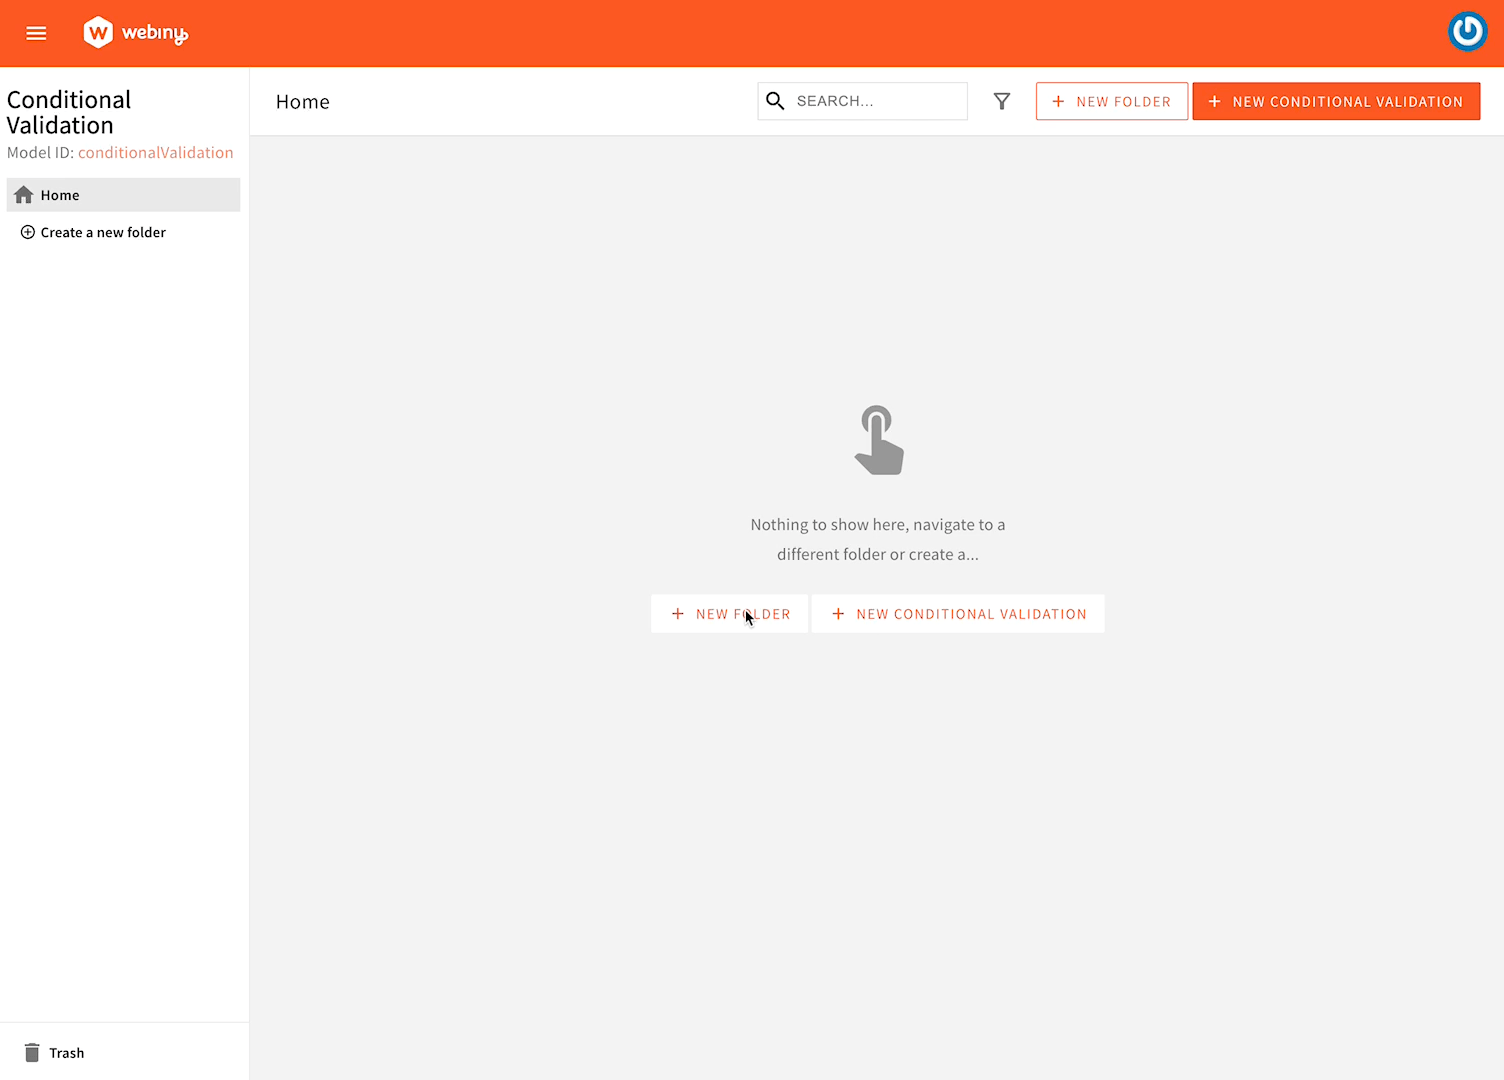 webiny
Conditional
Validation
Model ID: conditionalValidation
Home
Create a new folder
Trash
Home
SEARCH...
NEW FOLDER
NEW CONDITIONAL VALIDATION
Nothing to show here, navigate to a
different folder or create a...
NEW FOLDER
NEW CONDITIONAL VALIDATION